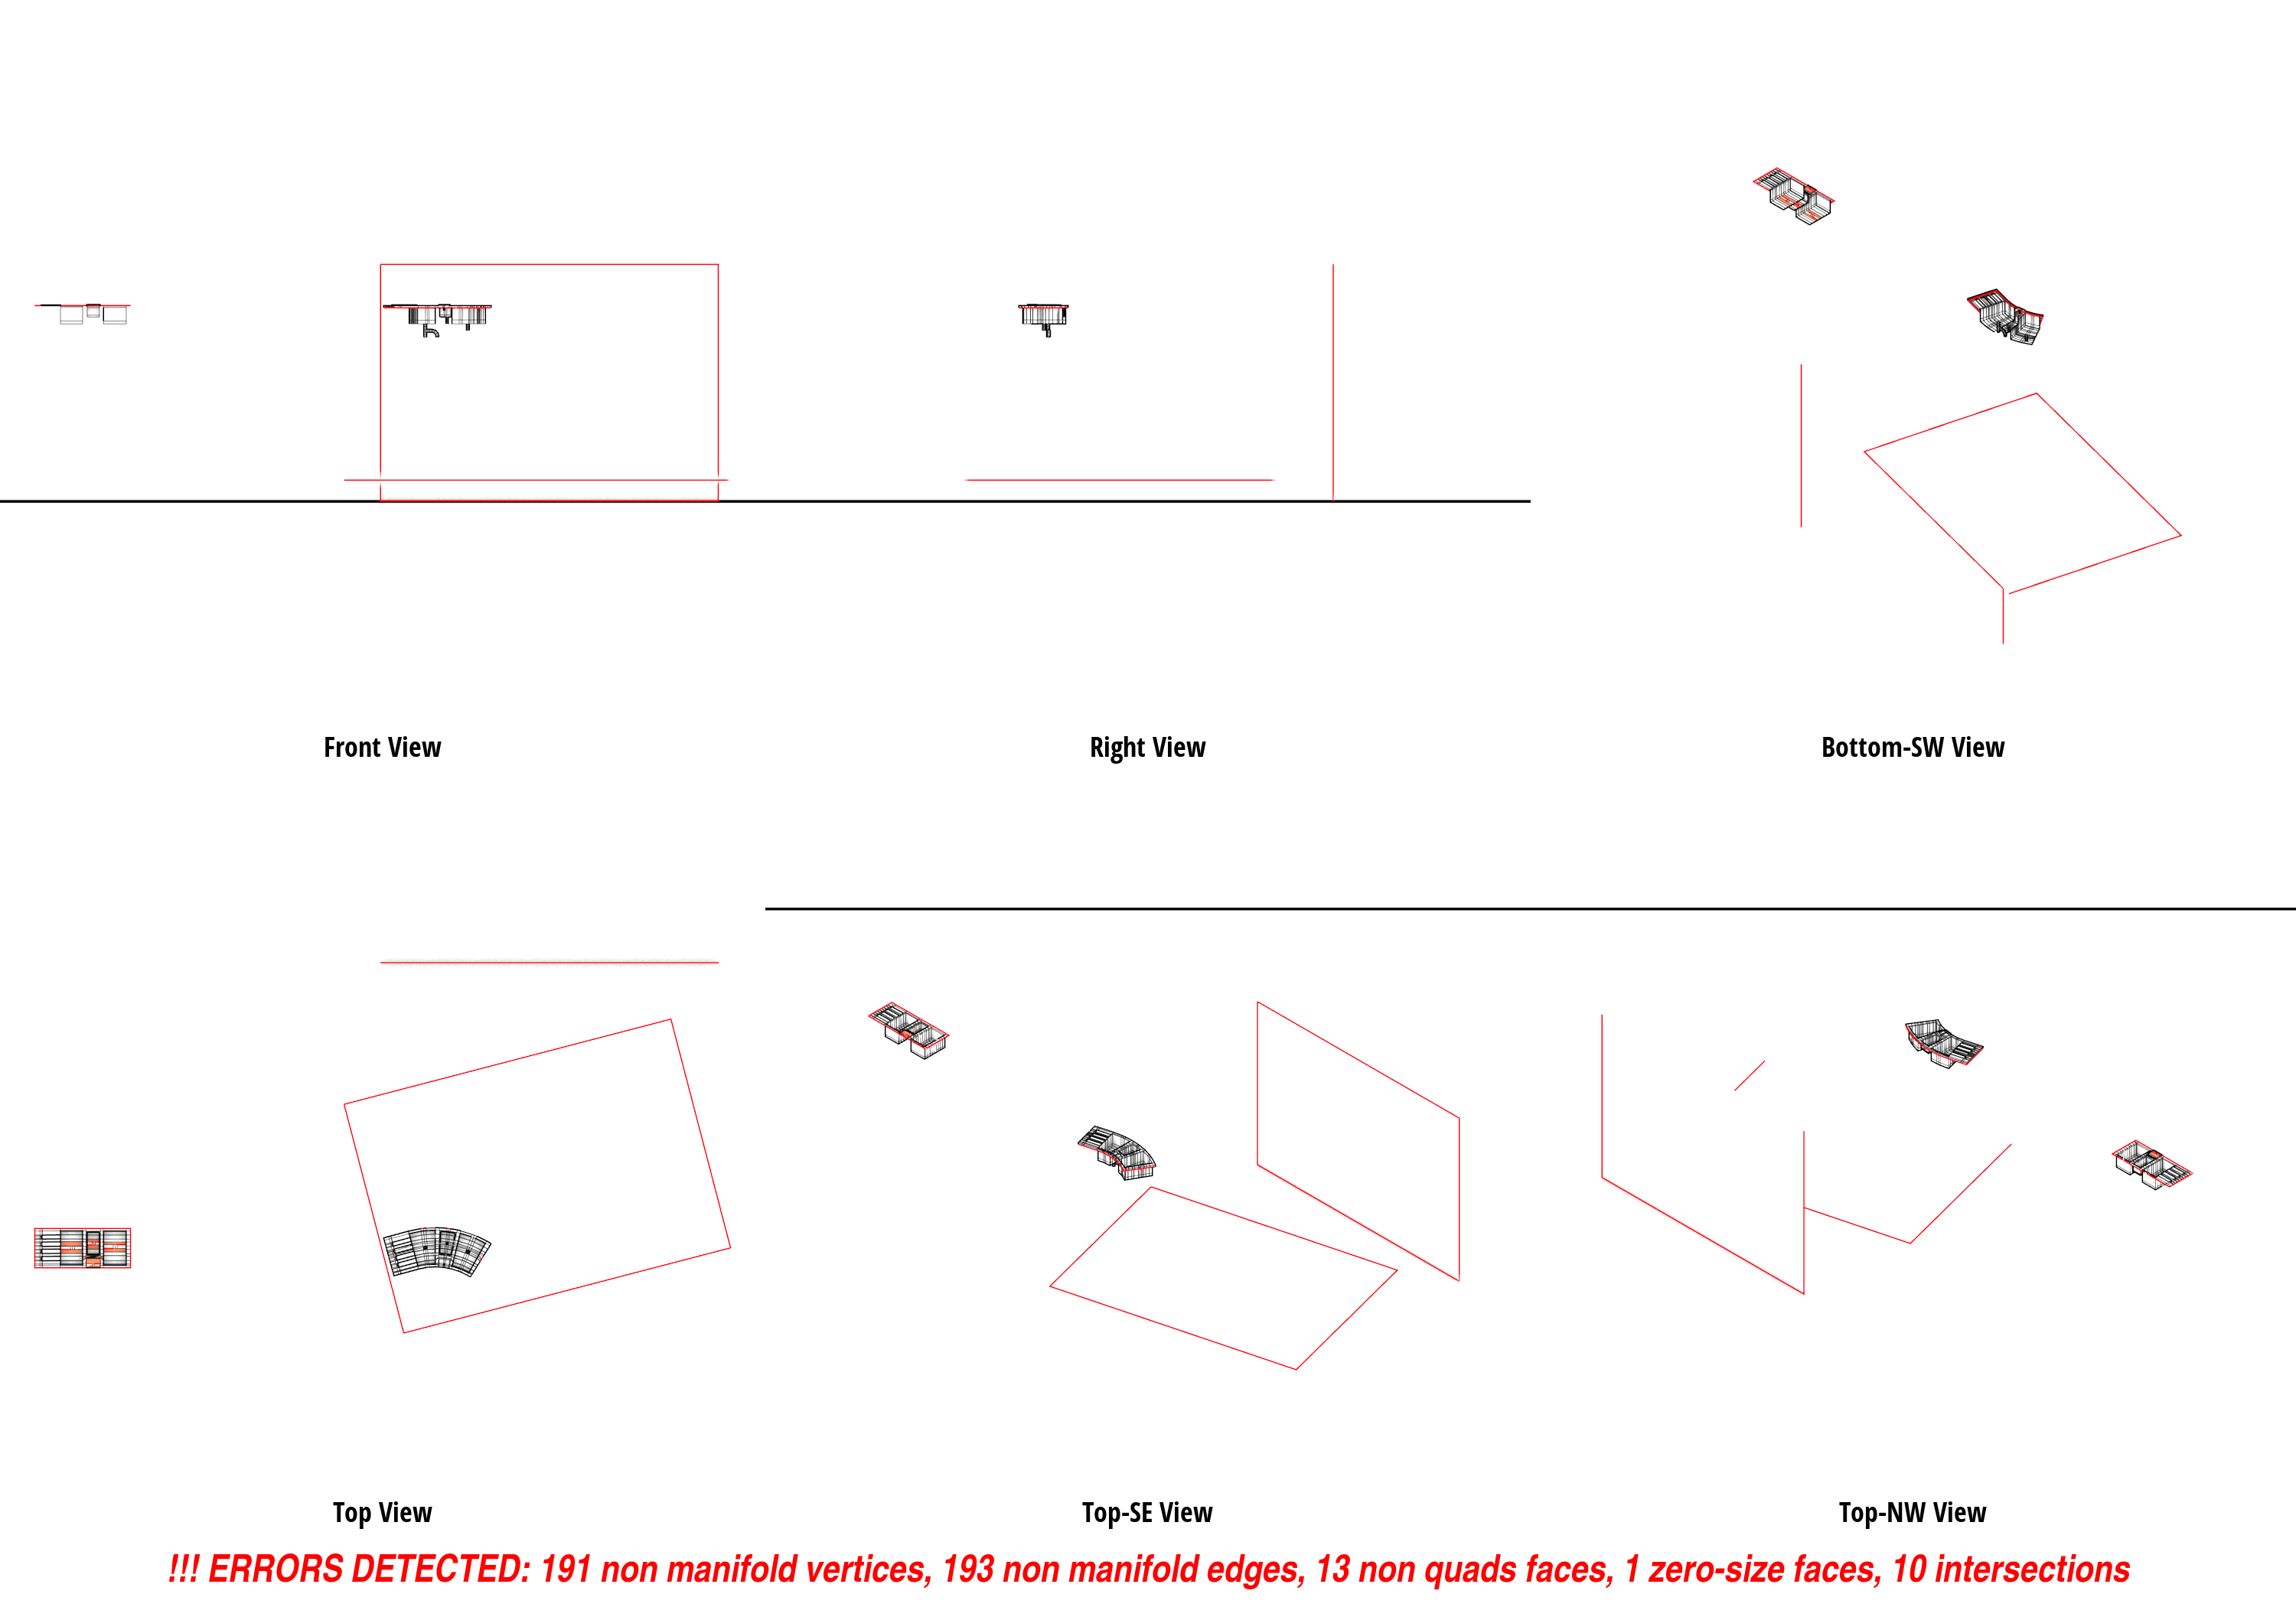 Front View
Right View
Bottom-SW View
Top View
Top-SE View
Top-NW View
!!! ERRORS DETECTED: 191 non manifold vertices, 193 non manifold edges, 13 non quads faces, 1 zero-size faces, 10 intersections